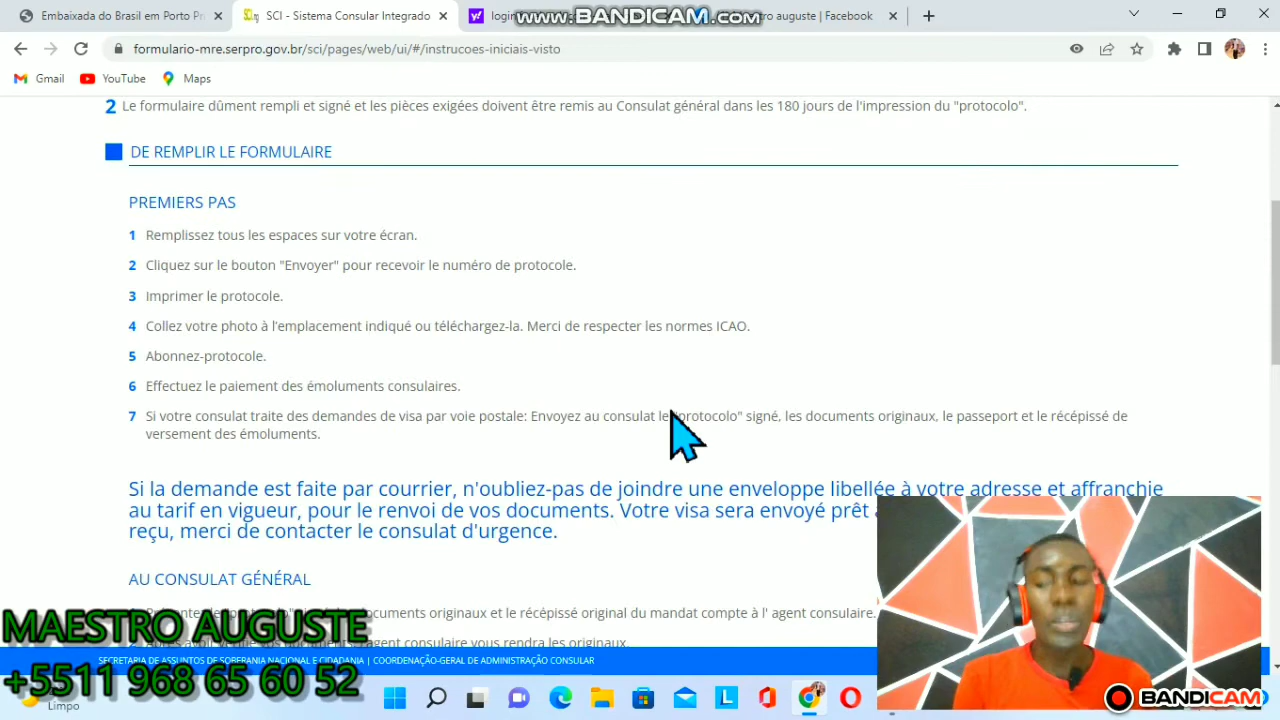 Embaixada do Brasil em Porto Pr
SCI - Sistema Consular Integrado
login
www.BANDICAM.com
stro auguste | Facebook
formulario-mre.serpro.gov.br/sci/pages/web/ui/#/instrucoes-iniciais-visto
Gmail YouTube Maps
2 Le formulaire dûment rempli et signé et les pièces exigées doivent être remis au Consulat général dans les 180 jours de l'impression du "protocolo".
DE REMPLIR LE FORMULAIRE
PREMIERS PAS
1 Remplissez tous les espaces sur votre écran.
2 Cliquez sur le bouton "Envoyer" pour recevoir le numéro de protocole.
3 Imprimer le protocole.
4 Collez votre photo à l'emplacement indiqué ou téléchargez-la. Merci de respecter les normes ICAO.
5 Abonnez-protocole.
6 Effectuez le paiement des émoluments consulaires.
7 Si votre consulat traite des demandes de visa par voie postale: Envoyez au consulat le "protocolo" signé, les documents originaux, le passeport et le récépissé de
versement des émoluments.
Si la demande est faite par courrier, n'oubliez-pas de joindre une enveloppe libellée à votre adresse et affranchie
au tarif en vigueur, pour le renvoi de vos documents. Votre visa sera envoyé prêt
reçu, merci de contacter le consulat d'urgence.
AU CONSULAT GÉNÉRAL
documents originaux et le récépissé original du mandat compte à l' agent consulaire.
agent consulaire vous rendra les originaux.
MAESTRO AUGUSTE
SECRETARIA DE ASSUNTOS DE SOBERANIA NACIONAL E CIDADANIA | COORDENAÇÃO-GERAL DE ADMINISTRAÇÃO CONSULAR
+5511 968 65 60 52
Limpo
BANDICAM